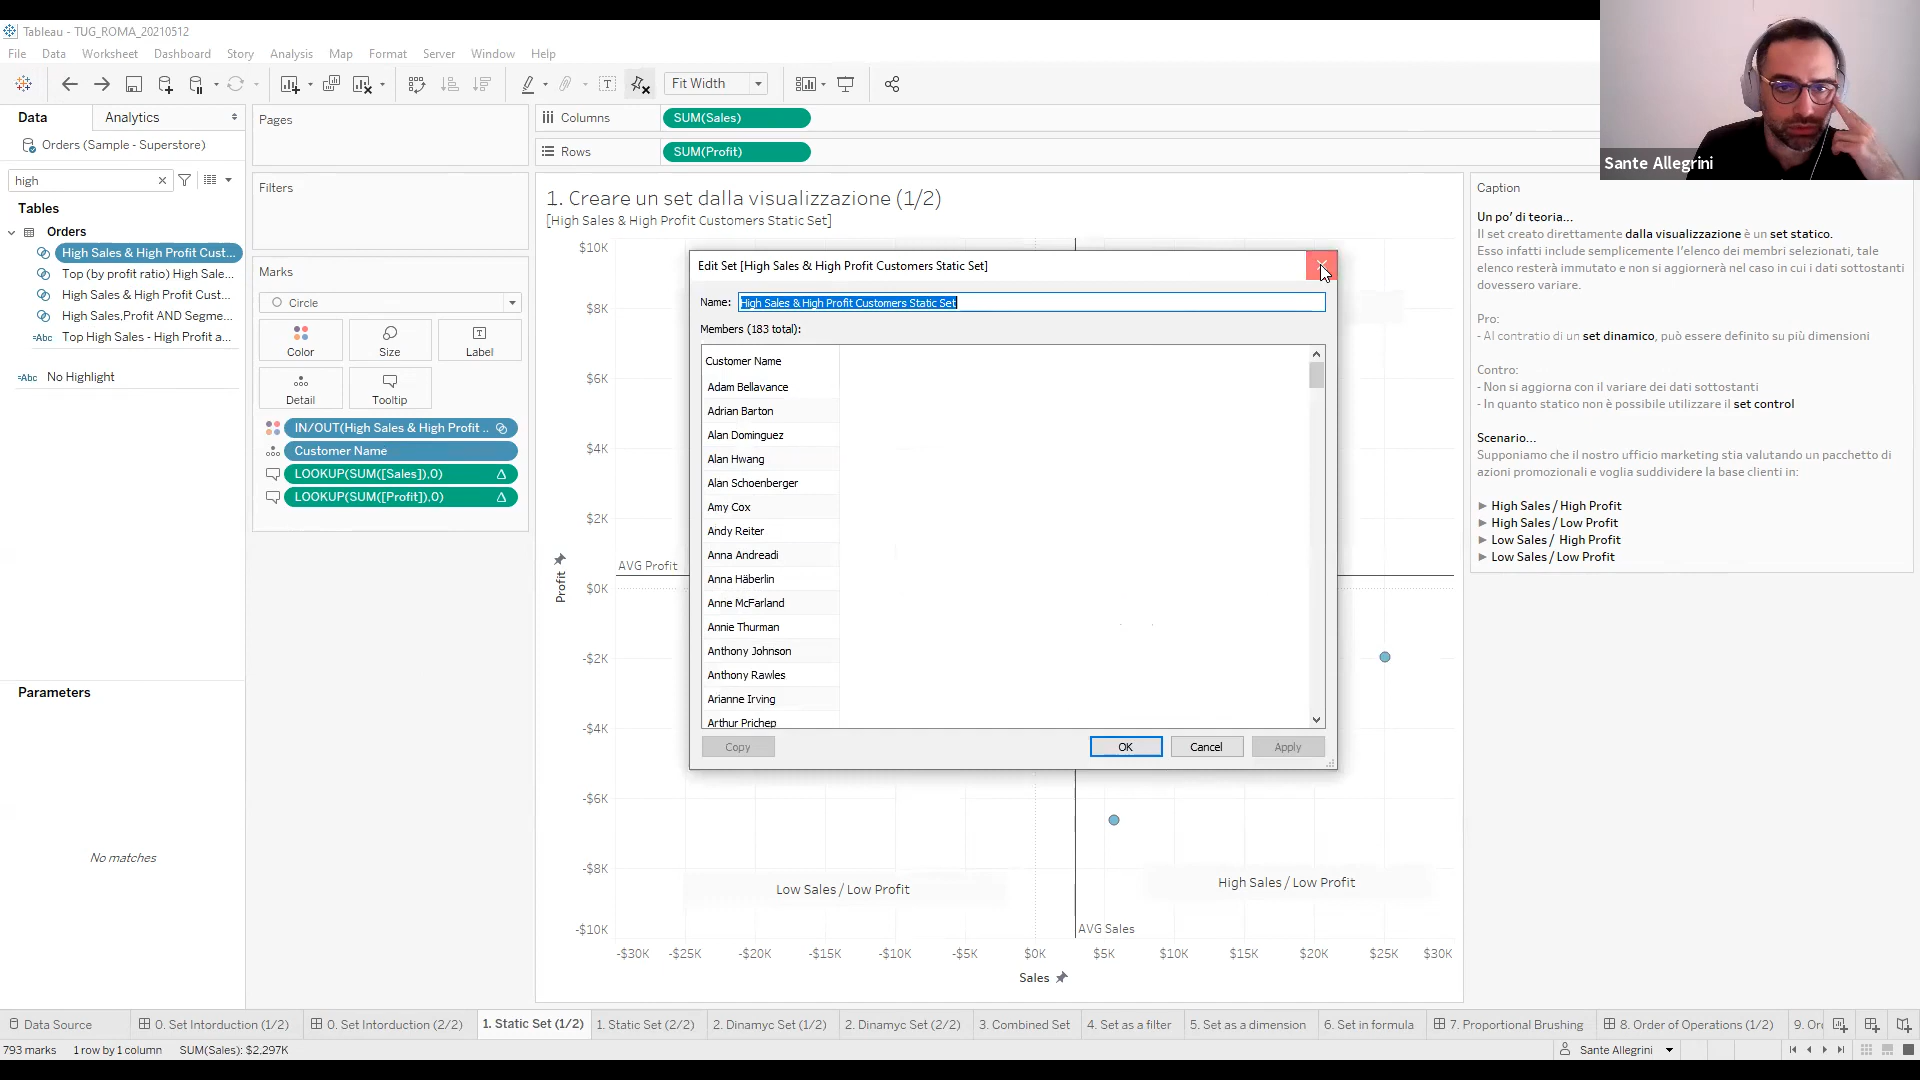 Tableau - TUG_ROMA_20210512
File Data Worksheet Dashboard Story Analysis Map Format Server Window Help
Fit Width
Data Analytics
Orders (Sample - Superstore)
high
Tables
Orders
High Sales & High Profit Cust...
Top (by profit ratio) High Sale...
High Sales & High Profit Cust...
High Sales,Profit AND Segme...
=Abc Top High Sales - High Profit a...
=Abc No Highlight
Parameters
No matches
Pages
Filters
Marks
Circle
Color Size Label
Detail Tooltip
IN/OUT(High Sales & High Profit ..
Customer Name
LOOKUP(SUM([Sales]),0)
LOOKUP(SUM([Profit]),0)
Columns SUM(Sales)
Rows SUM(Profit)
1. Creare un set dalla visualizzazione (1/2)
[High Sales & High Profit Customers Static Set]
$10K
$8K
$6K
$4K
$2K
AVG Profit
$0K
Profit
-$2K
-$4K
-$6K
-$8K
-$10K
Low Sales / Low Profit
High Sales / Low Profit
AVG Sales
-$30K -$25K -$20K -$15K -$10K -$5K $0K $5K $10K $15K $20K $25K $30K
Sales
Edit Set [High Sales & High Profit Customers Static Set]
Name: High Sales & High Profit Customers Static Set
Members (183 total):
Customer Name
Adam Bellavance
Adrian Barton
Alan Dominguez
Alan Hwang
Alan Schoenberger
Amy Cox
Andy Reiter
Anna Andreadi
Anna Häberlin
Anne McFarland
Annie Thurman
Anthony Johnson
Anthony Rawles
Arianne Irving
Arthur Prichep
Copy OK Cancel Apply
Sante Allegrini
Caption
Un po' di teoria...
Il set creato direttamente dalla visualizzazione è un set statico.
Esso infatti include semplicemente l'elenco dei membri selezionati, tale
elenco resterà immutato e non si aggiornerà nel caso in cui i dati sottostanti
dovessero variare.
Pro:
- Al contratio di un set dinamico, può essere definito su più dimensioni
Contro:
- Non si aggiorna con il variare dei dati sottostanti
- In quanto statico non è possibile utilizzare il set control
Scenario...
Supponiamo che il nostro ufficio marketing stia valutando un pacchetto di
azioni promozionali e voglia suddividere la base clienti in:
► High Sales / High Profit
► High Sales / Low Profit
► Low Sales / High Profit
► Low Sales / Low Profit
Data Source 0. Set Intorduction (1/2) 0. Set Intorduction (2/2) 1. Static Set (1/2) 1. Static Set (2/2) 2. Dinamyc Set (1/2) 2. Dinamyc Set (2/2) 3. Combined Set 4. Set as a filter 5. Set as a dimension 6. Set in formula 7. Proportional Brushing 8. Order of Operations (1/2) 9. Or
793 marks 1 row by 1 column SUM(Sales): $2,297K Sante Allegrini